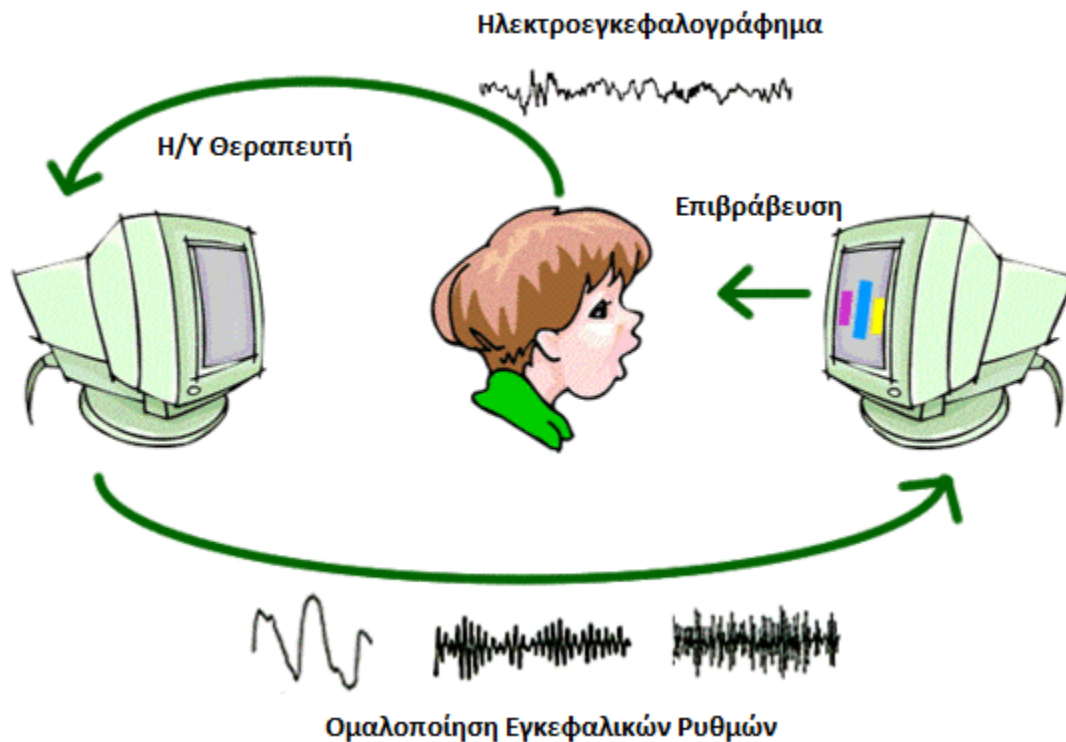 Ηλεκτροεγκεφαλογράφημα
Η/Υ Θεραπευτή
Επιβράβευση
Ομαλοποίηση Εγκεφαλικών Ρυθμών